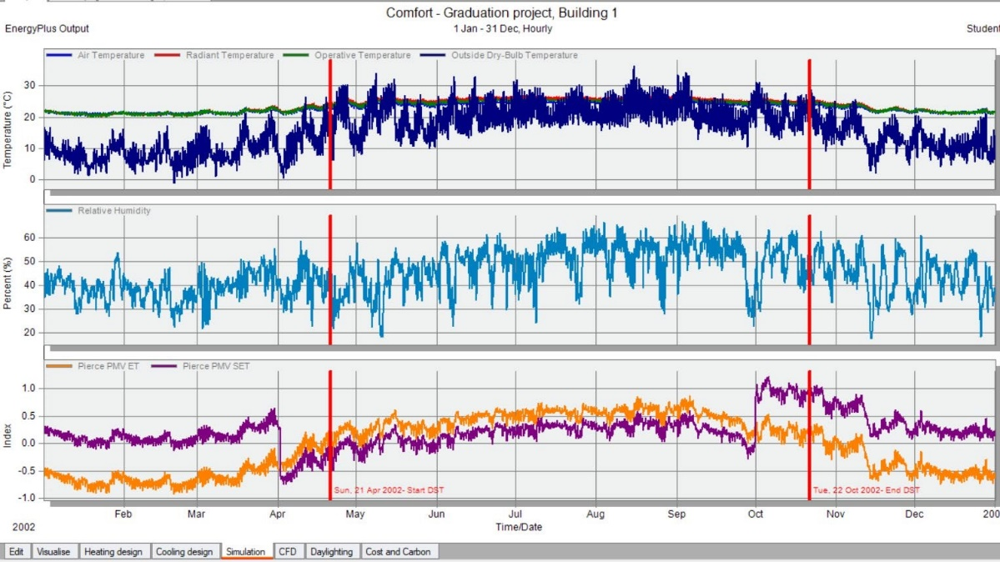 Comfort - Graduation project, Building 1
EnergyPlus Output
1 Jan - 31 Dec, Hourly
Student
Air Temperature Radiant Temperature Operative Temperature Outside Dry-Bulb Temperature
Temperature (°C)
30
20
10
0
Relative Humidity
Percent (%)
60
50
40
30
20
Pierce PMV ET Pierce PMV SET
Index
1.0
0.5
0.0
-0.5
-1.0
Sun, 21 Apr 2002- Start DST
Tue, 22 Oct 2002- End DST
Feb Mar Apr May Jun Jul Aug Sep Oct Nov Dec 200
2002
Time/Date
Edit Visualise Heating design Cooling design Simulation CFD Daylighting Cost and Carbon